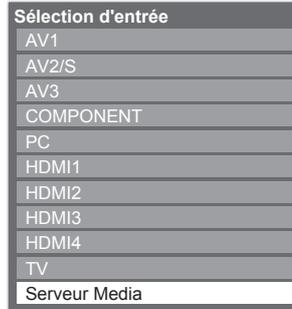 Sélection d'entrée
AV1
AV2/S
AV3
COMPONENT
PC
HDMI1
HDMI2
HDMI3
HDMI4
TV
Serveur Media